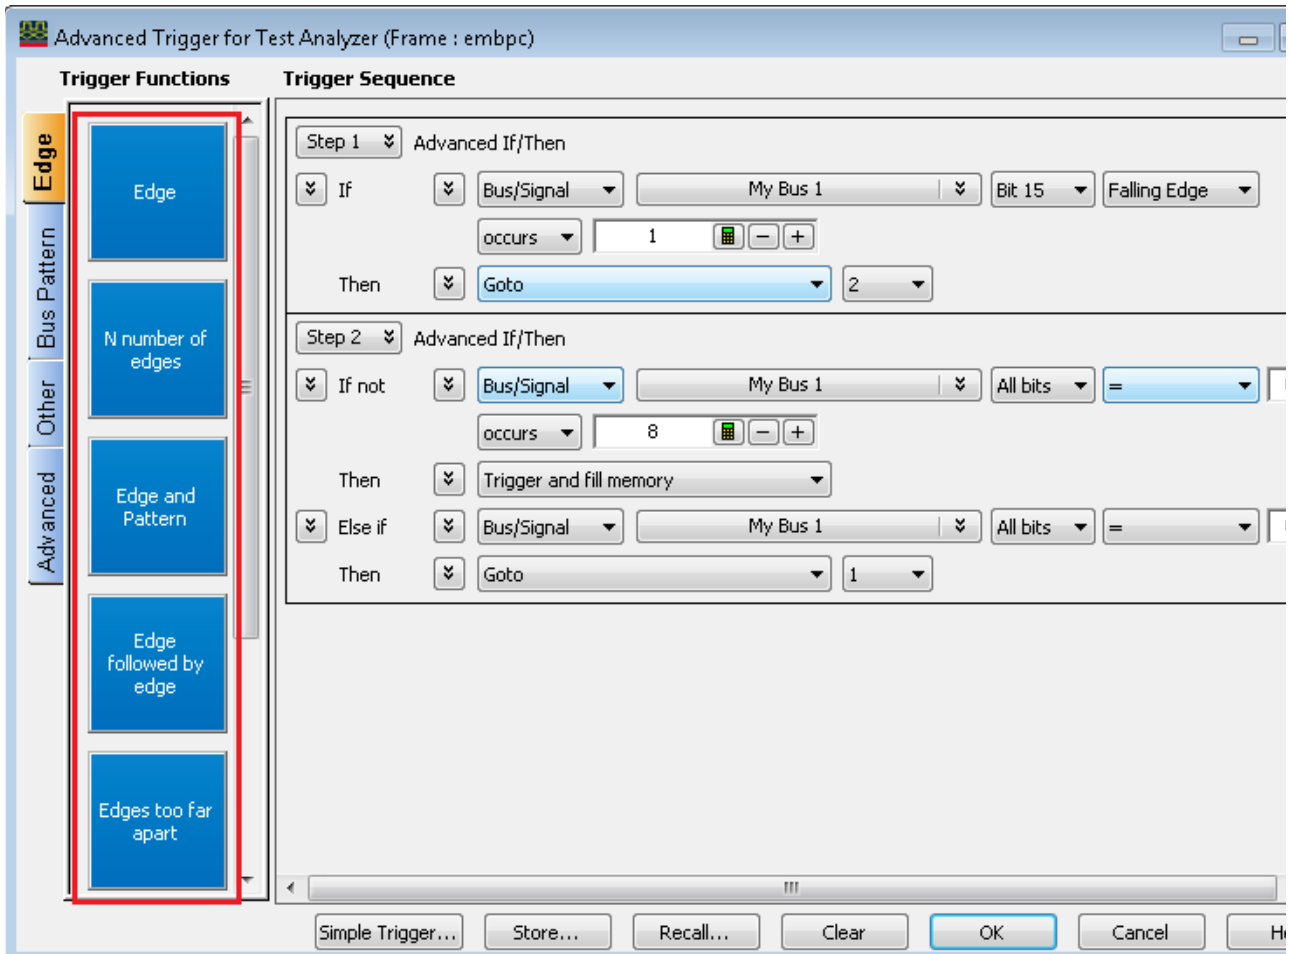 Advanced Trigger for Test Analyzer (Frame : embpc)
Trigger Functions
Trigger Sequence
Edge
Bus Pattern
Other
Advanced
Edge
N number of
edges
Edge and
Pattern
Edge
followed by
edge
Edges too far
apart
Step 1 Advanced If/Then
If Bus/Signal My Bus 1 Bit 15 Falling Edge
occurs 1
Then Goto 2
Step 2 Advanced If/Then
If not Bus/Signal My Bus 1 All bits =
occurs 8
Then Trigger and fill memory
Else if Bus/Signal My Bus 1 All bits =
Then Goto 1
Simple Trigger... Store... Recall... Clear OK Cancel